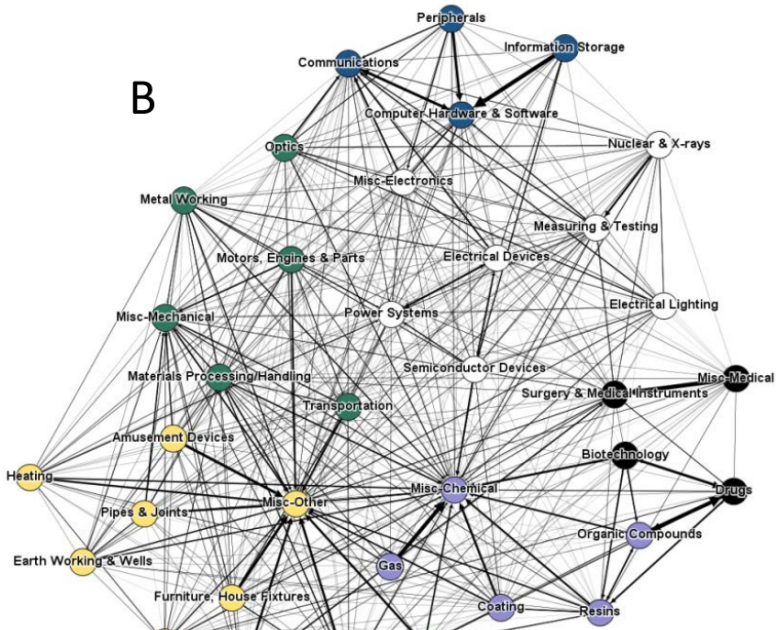 B
Peripherals
Information Storage
Communications
Computer Hardware & Software
Optics
Nuclear & X-rays
Misc-Electronics
Metal Working
Measuring & Testing
Motors, Engines & Parts
Electrical Devices
Electrical Lighting
Power Systems
Misc-Mechanical
Semiconductor Devices
Materials Processing/Handling
Misc-Medical
Surgery & Medical Instruments
Transportation
Amusement Devices
Biotechnology
Heating
Misc-Chemical
Drugs
Misc-Other
Pipes & Joints
Organic Compounds
Earth Working & Wells
Gas
Furniture, House Fixtures
Coating
Resins